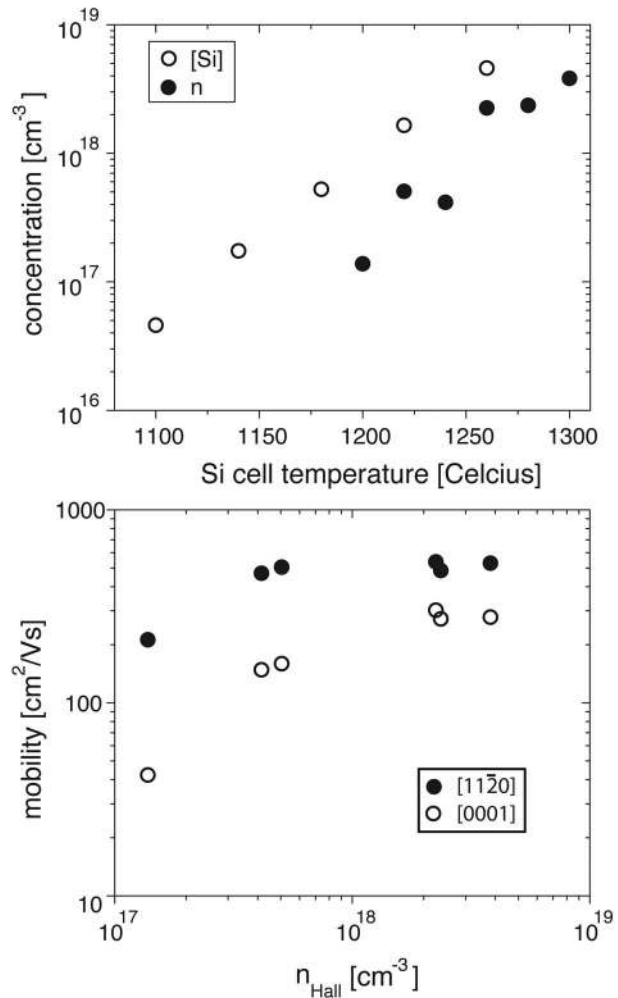 10^19
[Si]
n
10^18
10^17
10^16
concentration [cm^-3]
1100 1150 1200 1250 1300
Si cell temperature [Celcius]
1000
100
10
mobility [cm^2/Vs]
[112̄0]
[0001]
10^17 10^18 10^19
n_Hall [cm^-3]